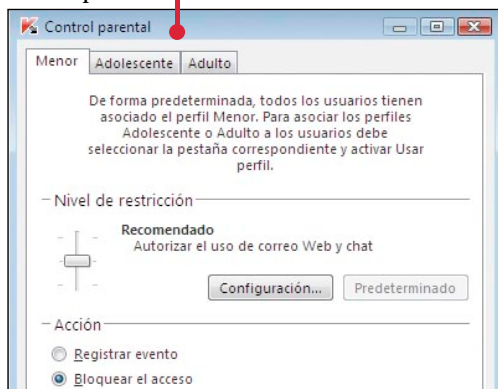 Control parental
Menor Adolescente Adulto
De forma predeterminada, todos los usuarios tienen
asociado el perfil Menor. Para asociar los perfiles
Adolescente o Adulto a los usuarios debe
seleccionar la pestaña correspondiente y activar Usar
perfil.
Nivel de restricción
Recomendado
Autorizar el uso de correo Web y chat
Configuración... Predeterminado
Acción
Registrar evento
Bloquear el acceso